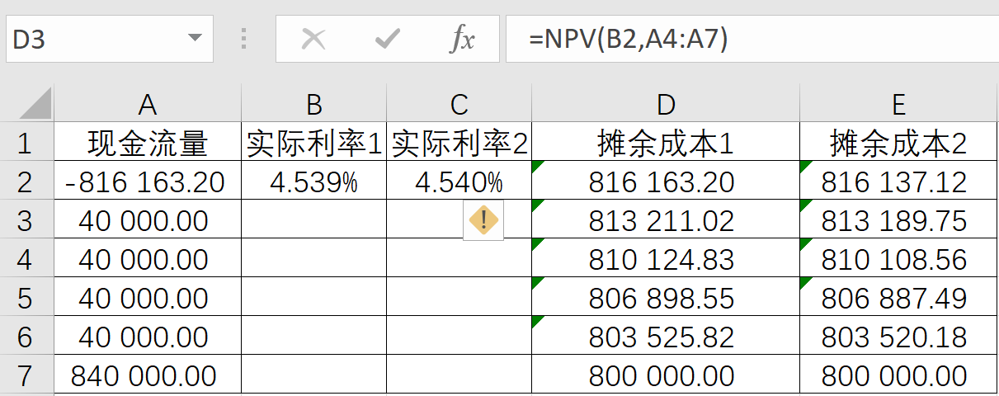 D3 fx =NPV(B2,A4:A7)
A B C D E
1 现金流量 实际利率1 实际利率2 摊余成本1 摊余成本2
2 -816 163.20 4.539% 4.540% 816 163.20 816 137.12
3 40 000.00 ! 813 211.02 813 189.75
4 40 000.00 810 124.83 810 108.56
5 40 000.00 806 898.55 806 887.49
6 40 000.00 803 525.82 803 520.18
7 840 000.00 800 000.00 800 000.00